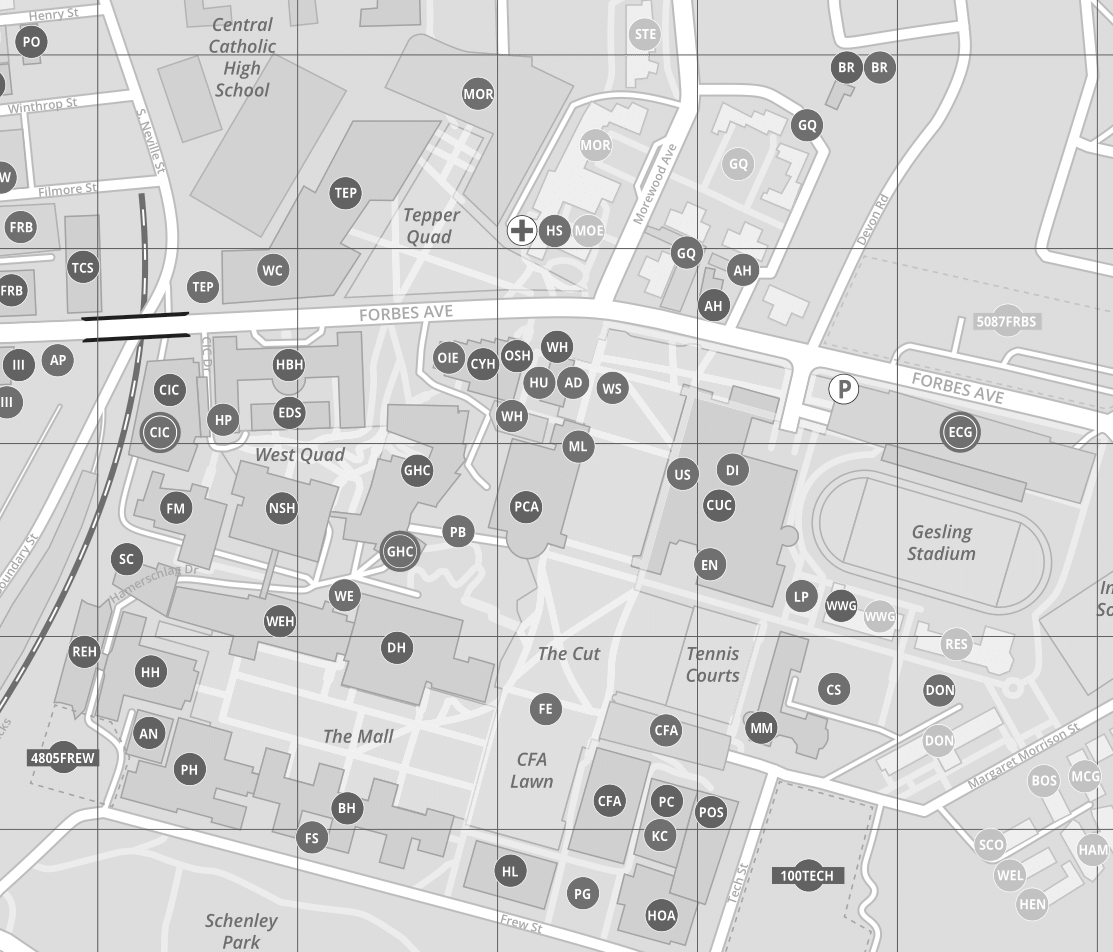 Henry St
PO
Central
Catholic
High
School
STE
BR
BR
MOR
Winthrop St
S. Neville St
GQ
MOR
GQ
W
Filmore St
TEP
Morewood Ave
Devon Rd
FRB
Tepper
Quad
HS
MOE
GQ
TCS
WC
AH
TEP
FRB
AH
FORBES AVE
5087FRBS
III
AP
CIC
HBH
OIE
CYH
OSH
WH
HU
AD
WS
P
FORBES AVE
III
EDS
HP
WH
CIC
ECG
West Quad
ML
GHC
US
DI
FM
NSH
PCA
CUC
PB
Gesling
Stadium
GHC
SC
EN
Hamerschlag Dr
WE
LP
WWG
WWG
In
So
WEH
REH
DH
RES
HH
The Cut
Tennis
Courts
CS
DON
FE
AN
The Mall
CFA
MM
DON
4805FREW
PH
CFA
Lawn
Margaret Morrison St
BOS
MCG
BH
CFA
PC
POS
FS
KC
SCO
HAM
HL
100TECH
WEL
PG
Tech St
HEN
HOA
Frew St
Schenley
Park